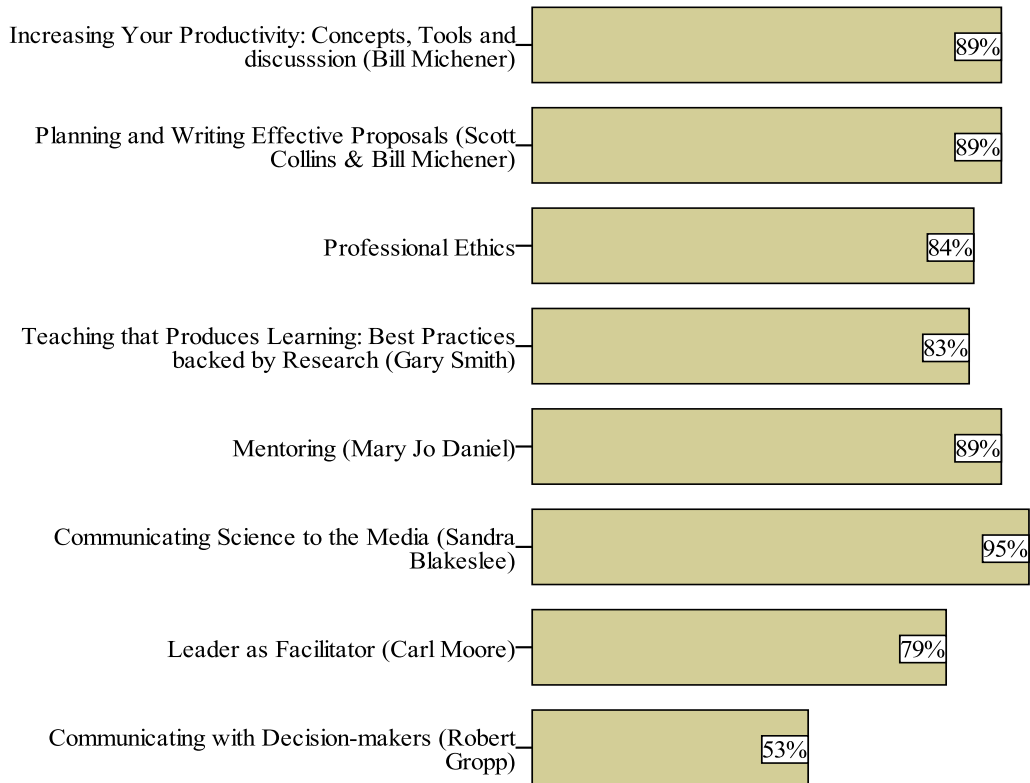 Increasing Your Productivity: Concepts, Tools and
discusssion (Bill Michener)
89%
Planning and Writing Effective Proposals (Scott
Collins & Bill Michener)
89%
Professional Ethics
84%
Teaching that Produces Learning: Best Practices
backed by Research (Gary Smith)
83%
Mentoring (Mary Jo Daniel)
89%
Communicating Science to the Media (Sandra
Blakeslee)
95%
Leader as Facilitator (Carl Moore)
79%
Communicating with Decision-makers (Robert
Gropp)
53%